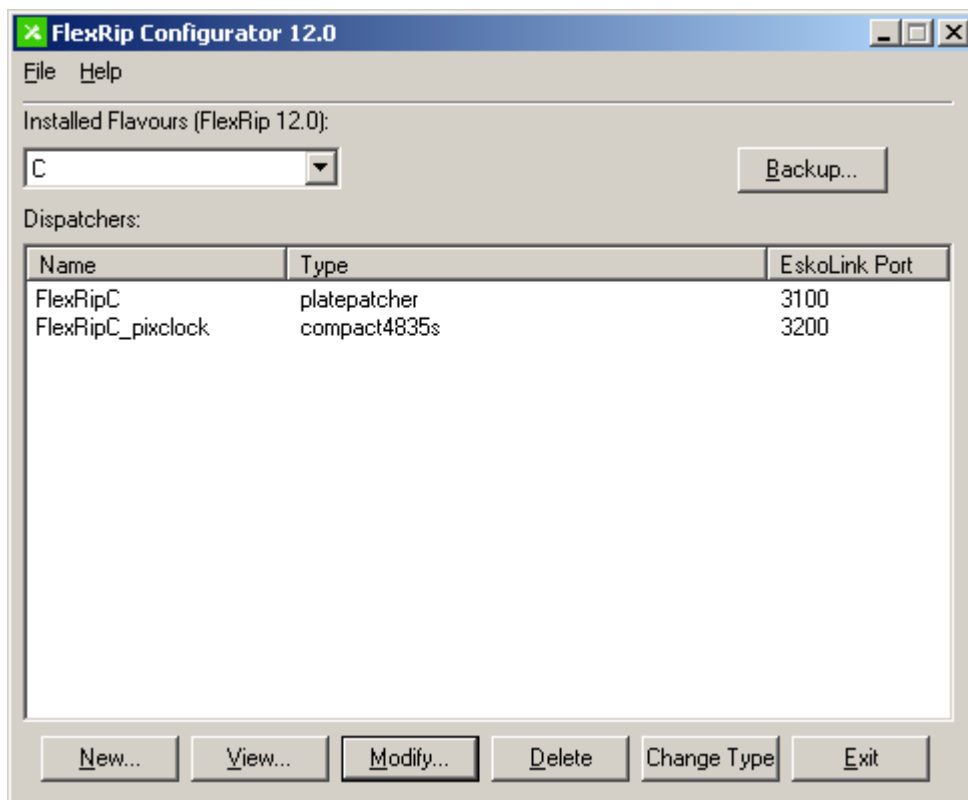 FlexRip Configurator 12.0
File Help
Installed Flavours (FlexRip 12.0):
C
Backup...
Dispatchers:
Name Type EskoLink Port
FlexRipC platepatcher 3100
FlexRipC_pixclock compact4835s 3200
New... View... Modify... Delete Change Type Exit